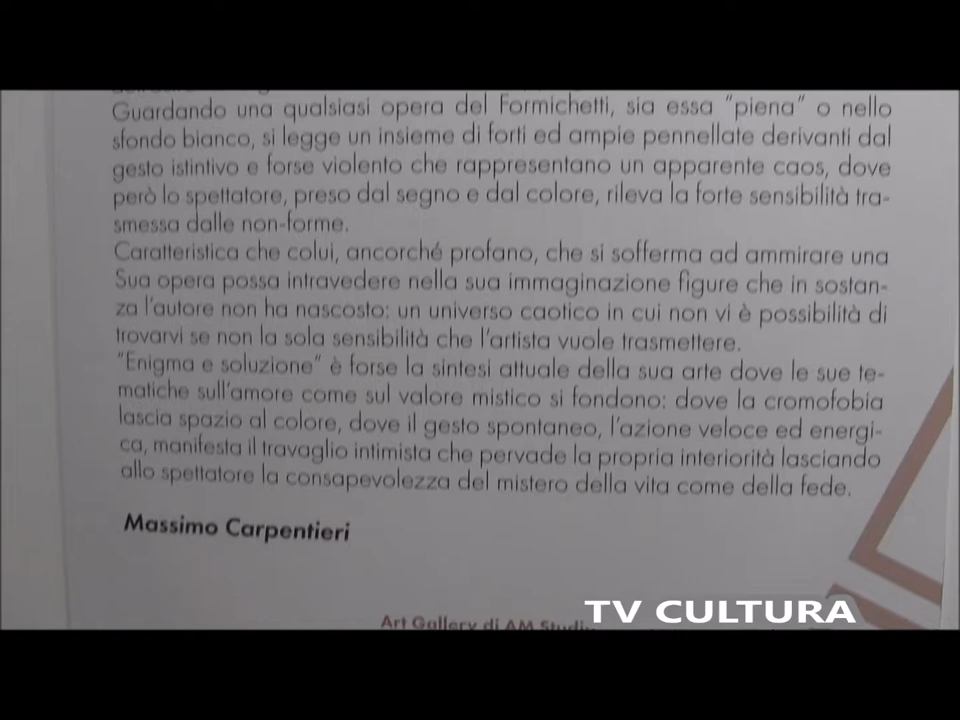 Guardando una qualsiasi opera del Formichetti, sia essa "piena" o nello
sfondo bianco, si legge un insieme di forti ed ampie pennellate derivanti dal
gesto istintivo e forse violento che rappresentano un apparente caos, dove
però lo spettatore, preso dal segno e dal colore, rileva la forte sensibilità tra-
smessa dalle non-forme.
Caratteristica che colui, ancorché profano, che si sofferma ad ammirare una
Sua opera possa intravedere nella sua immaginazione figure che in sostan-
za l'autore non ha nascosto: un universo caotico in cui non vi è possibilità di
trovarvi se non la sola sensibilità che l'artista vuole trasmettere.
"Enigma e soluzione" è forse la sintesi attuale della sua arte dove le sue te-
matiche sull'amore come sul valore mistico si fondono: dove la cromofobia
lascia spazio al colore, dove il gesto spontaneo, l'azione veloce ed energi-
ca, manifesta il travaglio intimista che pervade la propria interiorità lasciando
allo spettatore la consapevolezza del mistero della vita come della fede.
Massimo Carpentieri
Art Gallery di AM Studio
TV CULTURA